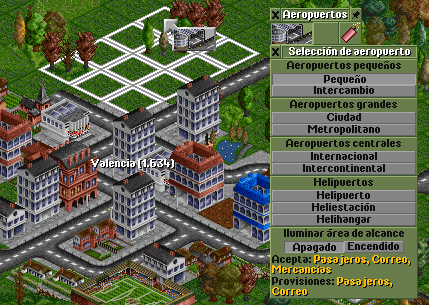 Aeropuertos
Selección de aeropuerto
Aeropuertos pequeños
Pequeño
Intercambio
Aeropuertos grandes
Ciudad
Metropolitano
Aeropuertos centrales
Internacional
Intercontinental
Helipuertos
Helipuerto
Heliestación
Helihangar
Iluminar área de alcance
Apagado
Encendido
Acepta: Pasajeros, Correo,
Mercancías
Provisiones: Pasajeros,
Correo
Valencia (1,634)